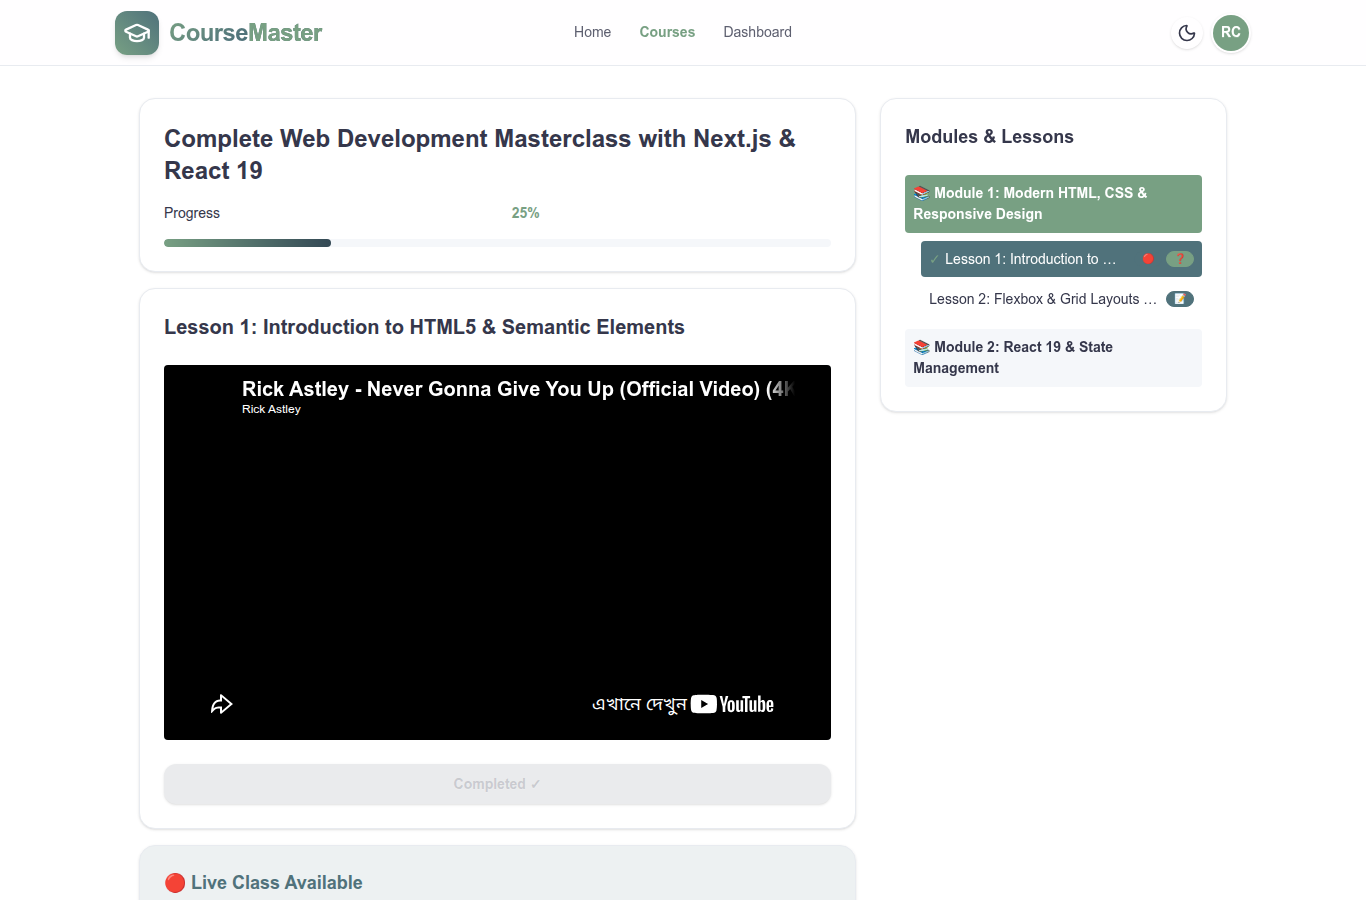 CourseMaster
Home
Courses
Dashboard
RC
Complete Web Development Masterclass with Next.js &
React 19
Progress
25%
Lesson 1: Introduction to HTML5 & Semantic Elements
Rick Astley - Never Gonna Give You Up (Official Video) (4K
Rick Astley
এখানে দেখুন YouTube
Completed ✓
🔴 Live Class Available
Modules & Lessons
📚 Module 1: Modern HTML, CSS &
Responsive Design
✓ Lesson 1: Introduction to … 🔴 ❓
Lesson 2: Flexbox & Grid Layouts … 📝
📚 Module 2: React 19 & State
Management